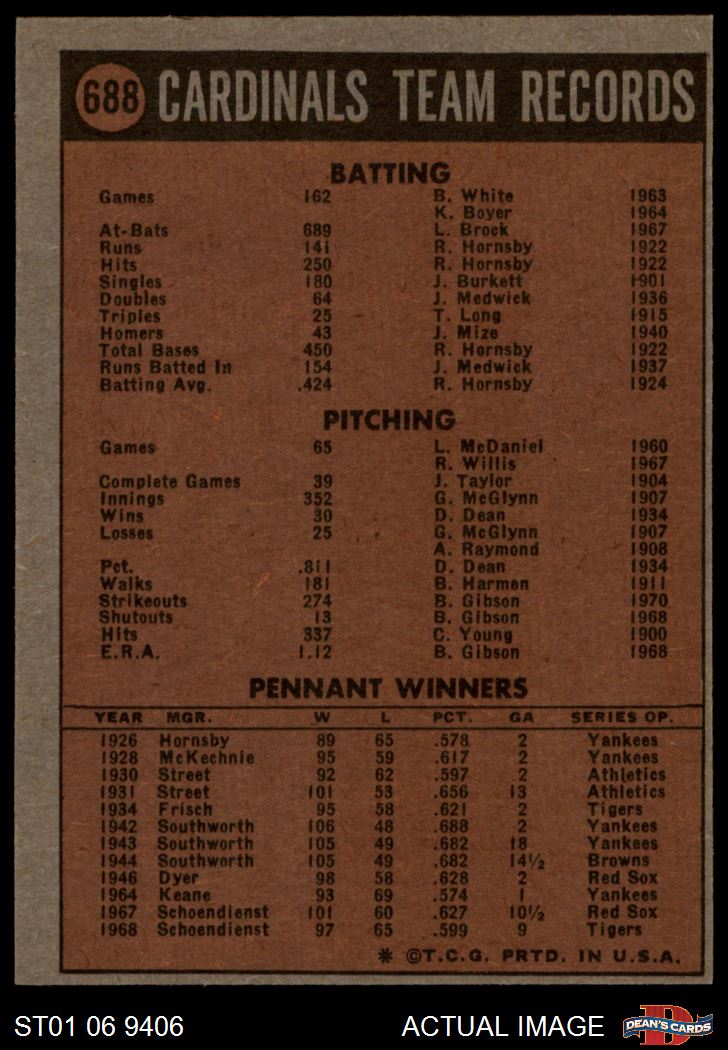 688 CARDINALS TEAM RECORDS
BATTING
Games 162 B. White 1963
K. Boyer 1964
At-Bats 689 L. Brock 1967
Runs 141 R. Hornsby 1922
Hits 250 R. Hornsby 1922
Singles 180 J. Burkett 1901
Doubles 64 J. Medwick 1936
Triples 25 T. Long 1915
Homers 43 J. Mize 1940
Total Bases 450 R. Hornsby 1922
Runs Batted In 154 J. Medwick 1937
Batting Avg. .424 R. Hornsby 1924
PITCHING
Games 65 L. McDaniel 1960
R. Willis 1967
Complete Games 39 J. Taylor 1904
Innings 352 G. McGlynn 1907
Wins 30 D. Dean 1934
Losses 25 G. McGlynn 1907
A. Raymond 1908
Pct. .811 D. Dean 1934
Walks 181 B. Harmon 1911
Strikeouts 274 B. Gibson 1970
Shutouts 13 B. Gibson 1968
Hits 337 C. Young 1900
E.R.A. 1.12 B. Gibson 1968
PENNANT WINNERS
YEAR MGR. W L PCT. GA SERIES OP.
1926 Hornsby 89 65 .578 2 Yankees
1928 McKechnie 95 59 .617 2 Yankees
1930 Street 92 62 .597 2 Athletics
1931 Street 101 53 .656 13 Athletics
1934 Frisch 95 58 .621 2 Tigers
1942 Southworth 106 48 .688 2 Yankees
1943 Southworth 105 49 .682 18 Yankees
1944 Southworth 105 49 .682 14½ Browns
1946 Dyer 98 58 .628 2 Red Sox
1964 Keane 93 69 .574 1 Yankees
1967 Schoendienst 101 60 .627 10½ Red Sox
1968 Schoendienst 97 65 .599 9 Tigers
* ©T.C.G. PRTD. IN U.S.A.
ST01 06 9406 ACTUAL IMAGE D DEAN'S CARDS